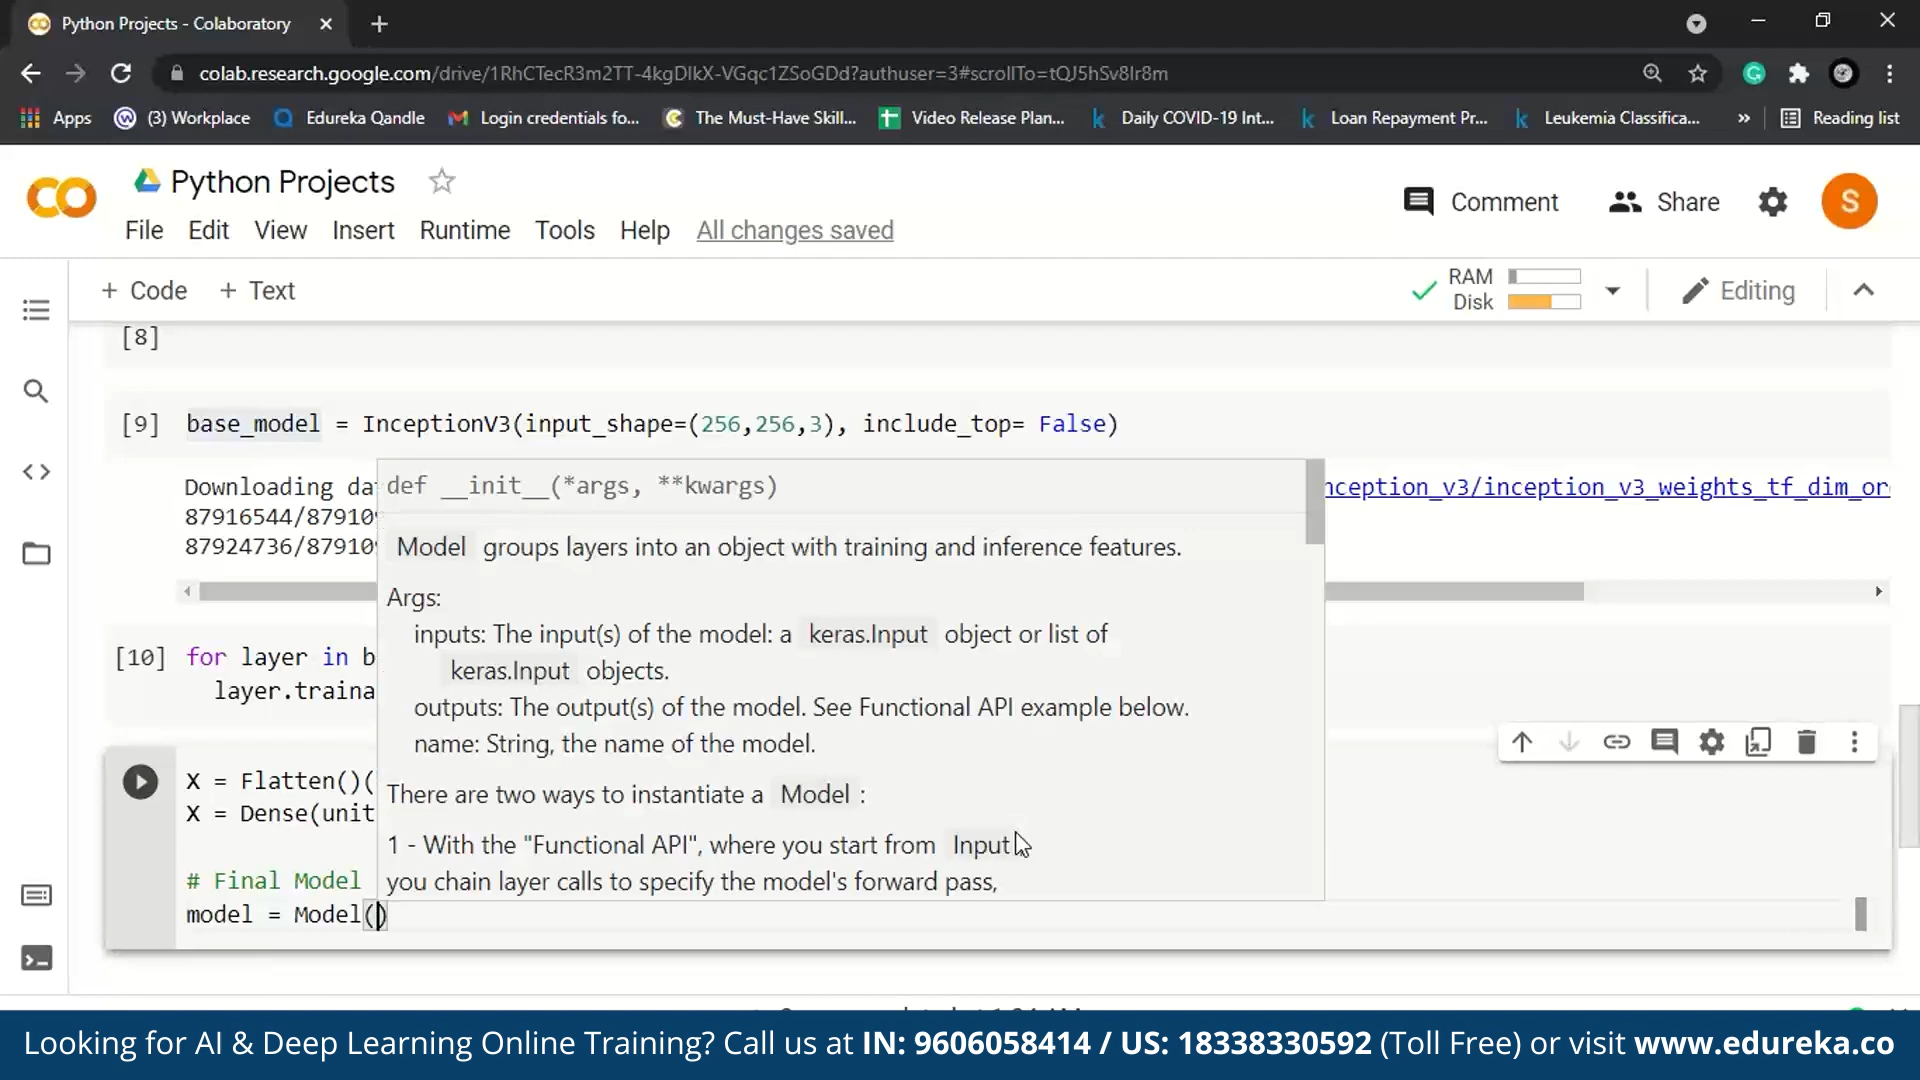 Python Projects - Colaboratory
colab.research.google.com/drive/1RhCTecR3m2TT-4kgDIkX-VGqc1ZSoGDd?authuser=3#scrollTo=tQJ5hSv8Ir8m
Apps (3) Workplace Edureka Qandle Login credentials fo... The Must-Have Skill... Video Release Plan... Daily COVID-19 Int... Loan Repayment Pr... Leukemia Classifica... » Reading list
Python Projects
Comment Share S
File Edit View Insert Runtime Tools Help All changes saved
+ Code + Text
RAM
Disk
Editing
[8]
[9] base_model = InceptionV3(input_shape=(256,256,3), include_top= False)
Downloading da
nception_v3/inception_v3_weights_tf_dim_or
87916544/87910
87924736/87910
def __init__(*args, **kwargs)
Model groups layers into an object with training and inference features.
Args:
inputs: The input(s) of the model: a keras.Input object or list of
keras.Input objects.
outputs: The output(s) of the model. See Functional API example below.
name: String, the name of the model.
There are two ways to instantiate a Model :
1 - With the "Functional API", where you start from Input
you chain layer calls to specify the model's forward pass,
[10] for layer in b
layer.traina
X = Flatten()(
X = Dense(unit
# Final Model
model = Model()
Looking for AI & Deep Learning Online Training? Call us at IN: 9606058414 / US: 18338330592 (Toll Free) or visit www.edureka.co